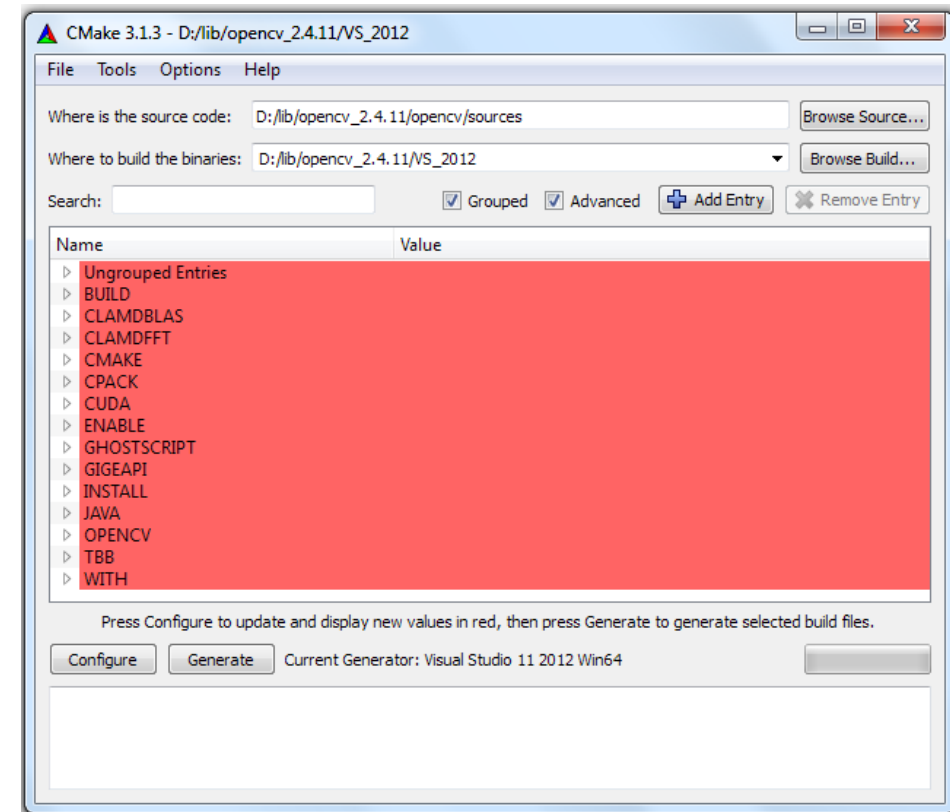 CMake 3.1.3 - D:/lib/opencv_2.4.11/VS_2012
File Tools Options Help
Where is the source code: D:/lib/opencv_2.4.11/opencv/sources Browse Source...
Where to build the binaries: D:/lib/opencv_2.4.11/VS_2012 Browse Build...
Search: Grouped Advanced Add Entry Remove Entry
Name Value
Ungrouped Entries
BUILD
CLAMDBLAS
CLAMDFFT
CMAKE
CPACK
CUDA
ENABLE
GHOSTSCRIPT
GIGEAPI
INSTALL
JAVA
OPENCV
TBB
WITH
Press Configure to update and display new values in red, then press Generate to generate selected build files.
Configure Generate Current Generator: Visual Studio 11 2012 Win64